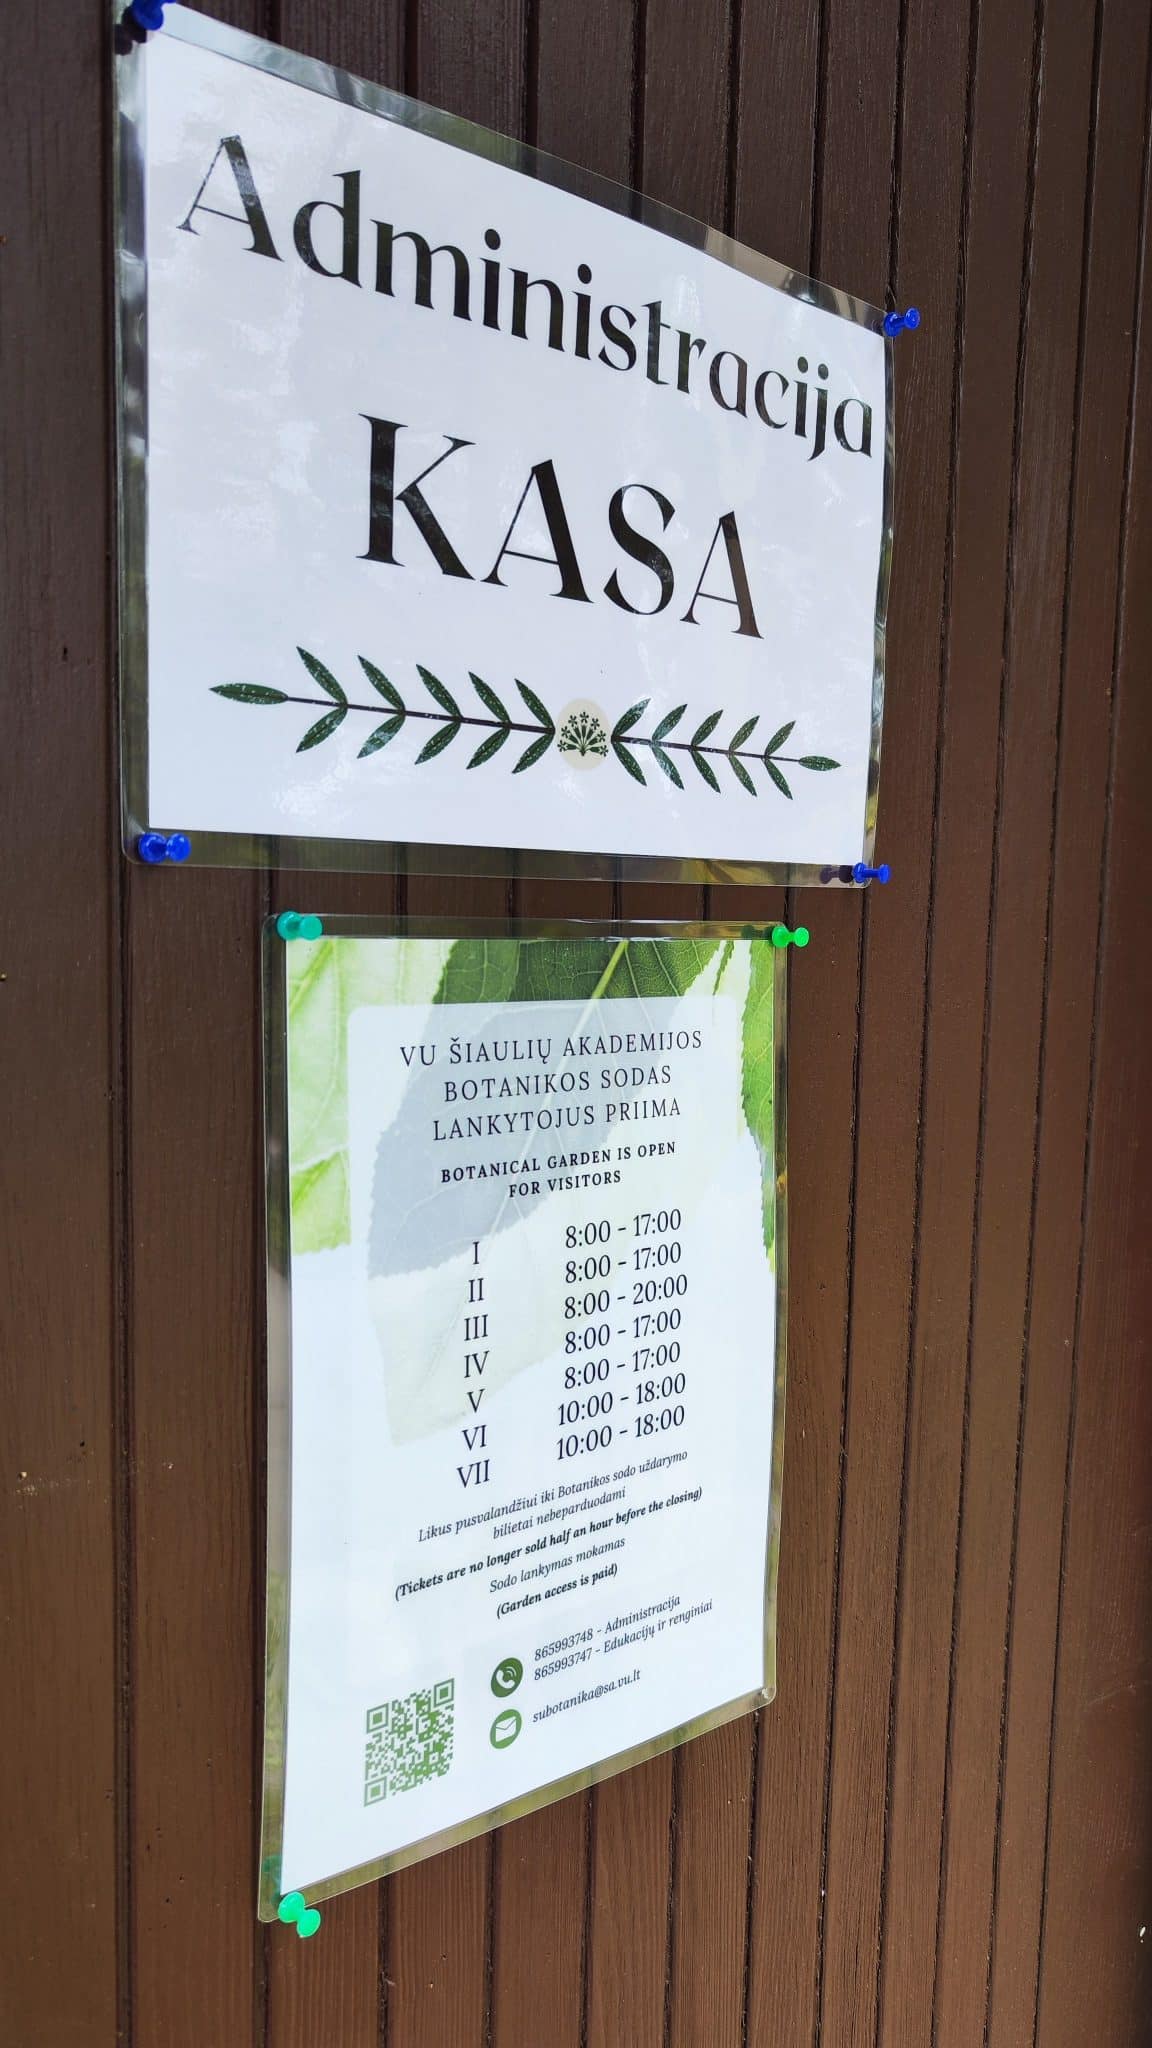 Administracija
KASA
VU ŠIAULIŲ AKADEMIJOS
BOTANIKOS SODAS
LANKYTOJUS PRIIMA
BOTANICAL GARDEN IS OPEN
FOR VISITORS
I 8:00 - 17:00
II 8:00 - 17:00
III 8:00 - 20:00
IV 8:00 - 17:00
V 8:00 - 17:00
VI 10:00 - 18:00
VII 10:00 - 18:00
Likus pusvalandžiui iki Botanikos sodo uždarymo
bilietai nebeparduodami
(Tickets are no longer sold half an hour before the closing)
Sodo lankymas mokamas
(Garden access is paid)
865993748 - Administracija
865993747 - Edukacijų ir renginiai
subotanika@sa.vu.lt